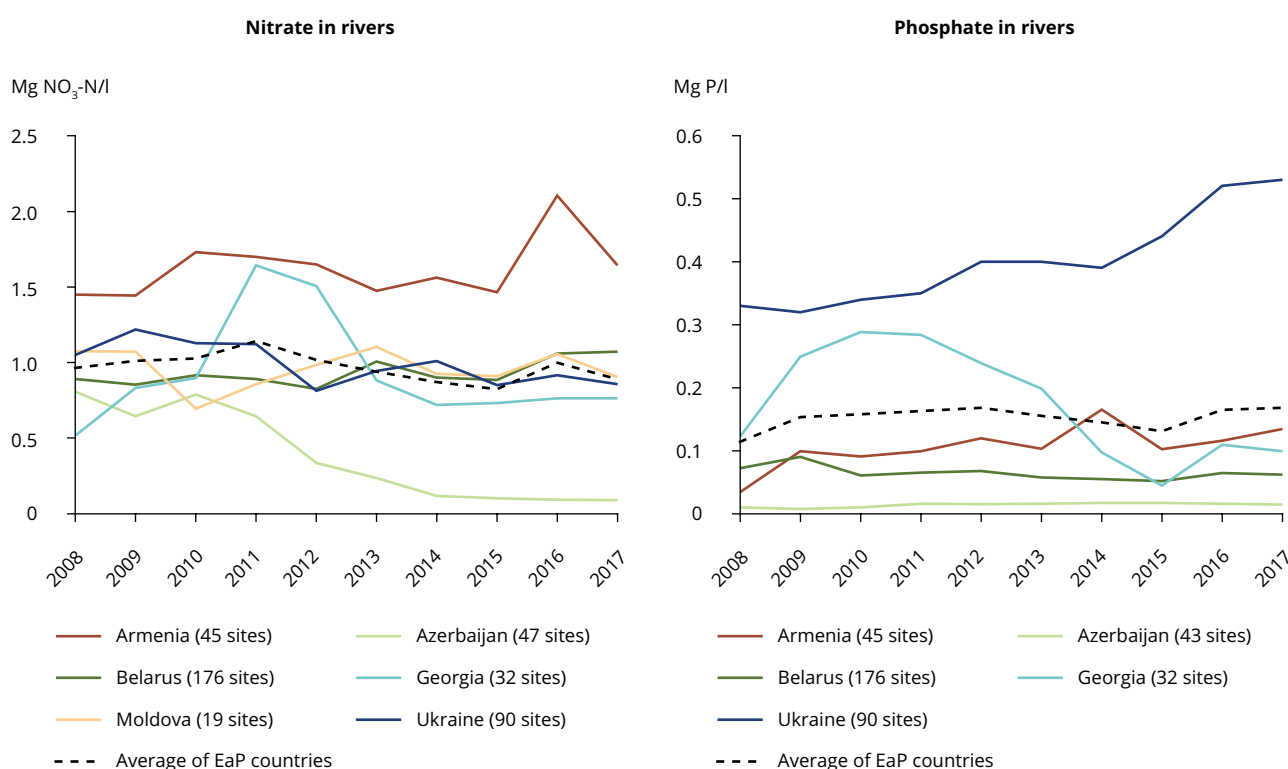 Nitrate in rivers
Mg NO3-N/l
2.5
2.0
1.5
1.0
0.5
0
2008 2009 2010 2011 2012 2013 2014 2015 2016 2017
Armenia (45 sites) Azerbaijan (47 sites)
Belarus (176 sites) Georgia (32 sites)
Moldova (19 sites) Ukraine (90 sites)
Average of EaP countries
Phosphate in rivers
Mg P/l
0.6
0.5
0.4
0.3
0.2
0.1
0
2008 2009 2010 2011 2012 2013 2014 2015 2016 2017
Armenia (45 sites) Azerbaijan (43 sites)
Belarus (176 sites) Georgia (32 sites)
Ukraine (90 sites)
Average of EaP countries